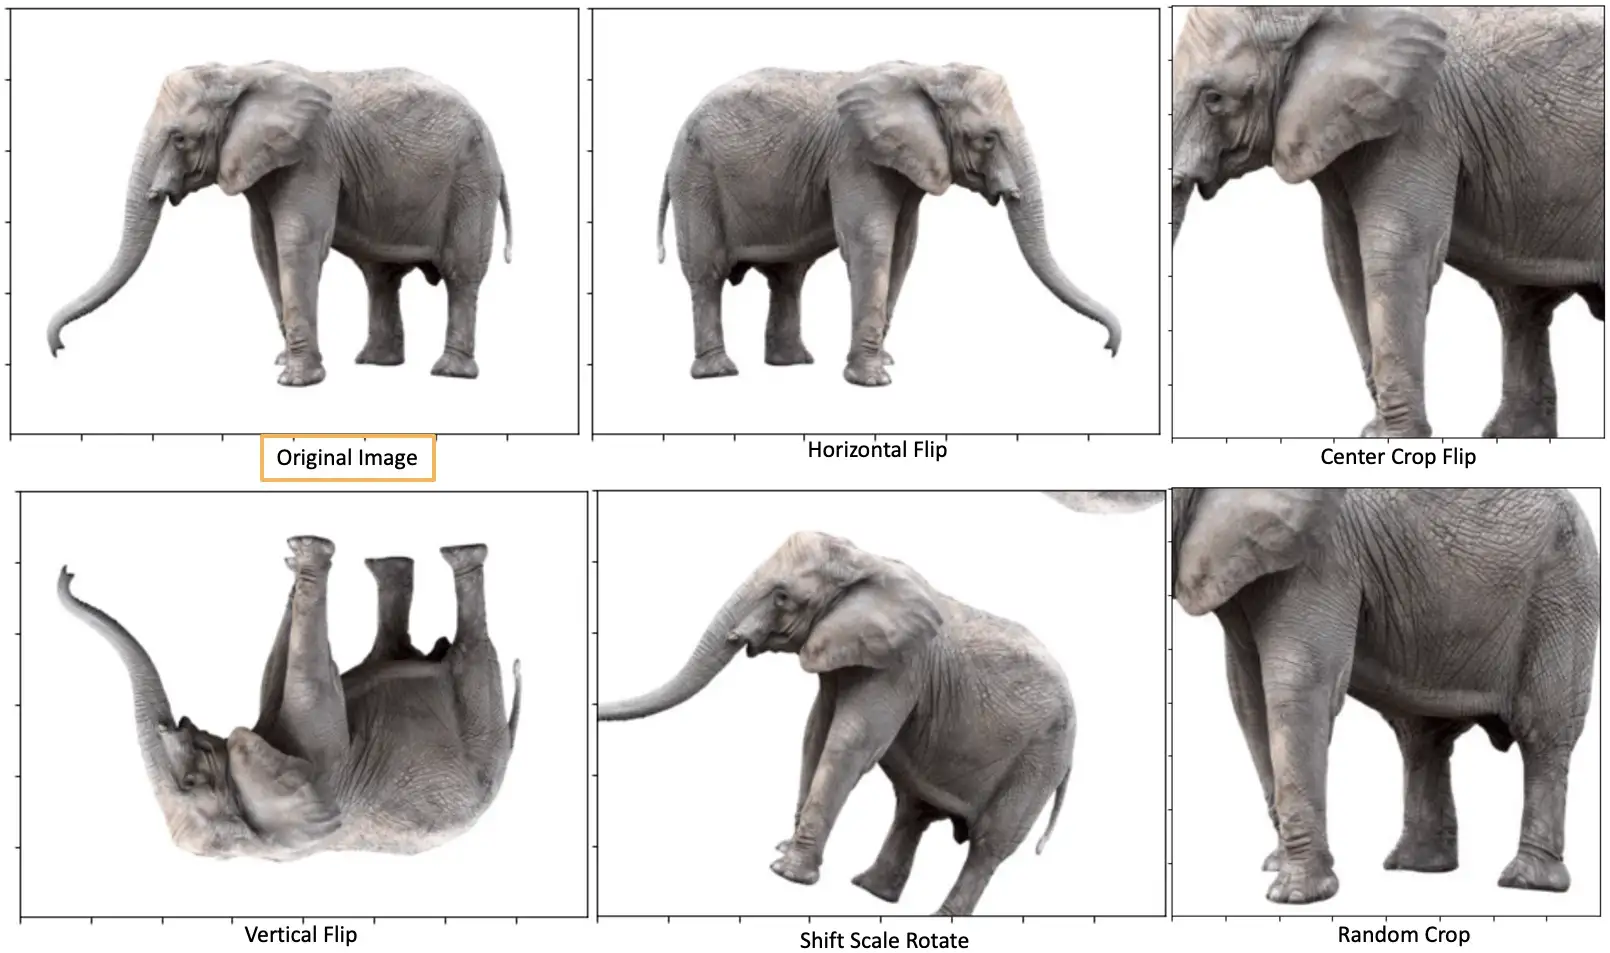 Original Image
Horizontal Flip
Center Crop Flip
Vertical Flip
Shift Scale Rotate
Random Crop